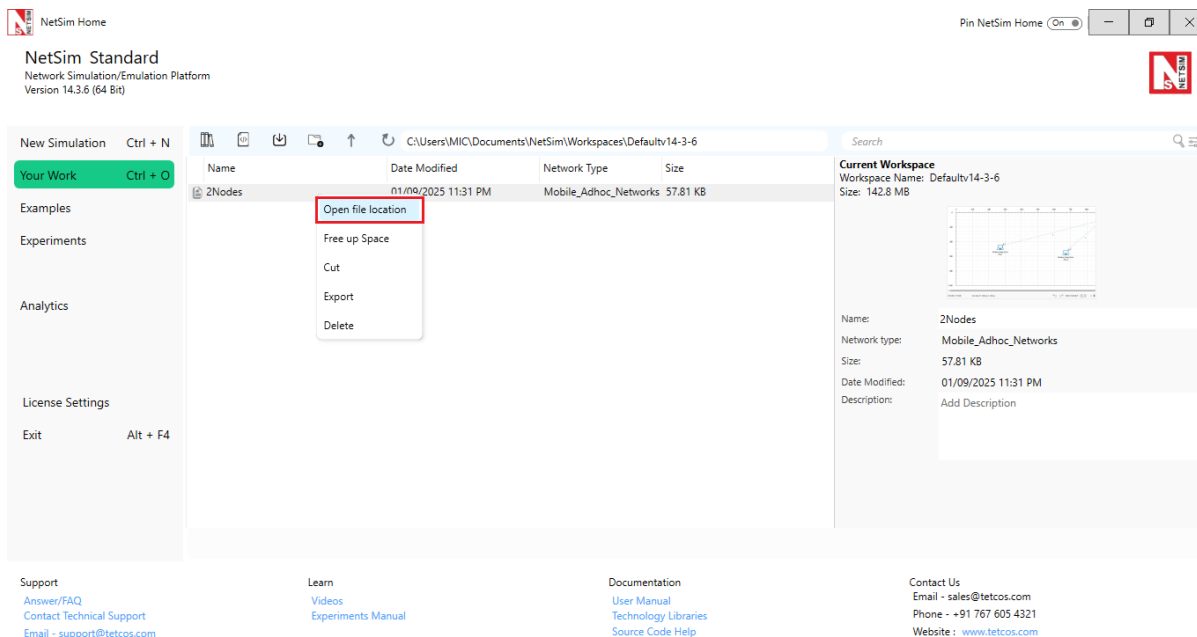 NetSim Home
Pin NetSim Home On
NetSim Standard
Network Simulation/Emulation Platform
Version 14.3.6 (64 Bit)
NETSIM
New Simulation Ctrl + N
Your Work Ctrl + O
Examples
Experiments
Analytics
License Settings
Exit Alt + F4
C:\Users\MIC\Documents\NetSim\Workspaces\Defaultv14-3-6
Search
Name Date Modified Network Type Size
2Nodes 01/09/2025 11:31 PM Mobile_Adhoc_Networks 57.81 KB
Open file location
Free up Space
Cut
Export
Delete
Current Workspace
Workspace Name: Defaultv14-3-6
Size: 142.8 MB
Name: 2Nodes
Network type: Mobile_Adhoc_Networks
Size: 57.81 KB
Date Modified: 01/09/2025 11:31 PM
Description: Add Description
Support
Answer/FAQ
Contact Technical Support
Email - support@tetcos.com
Learn
Videos
Experiments Manual
Documentation
User Manual
Technology Libraries
Source Code Help
Contact Us
Email - sales@tetcos.com
Phone - +91 767 605 4321
Website : www.tetcos.com